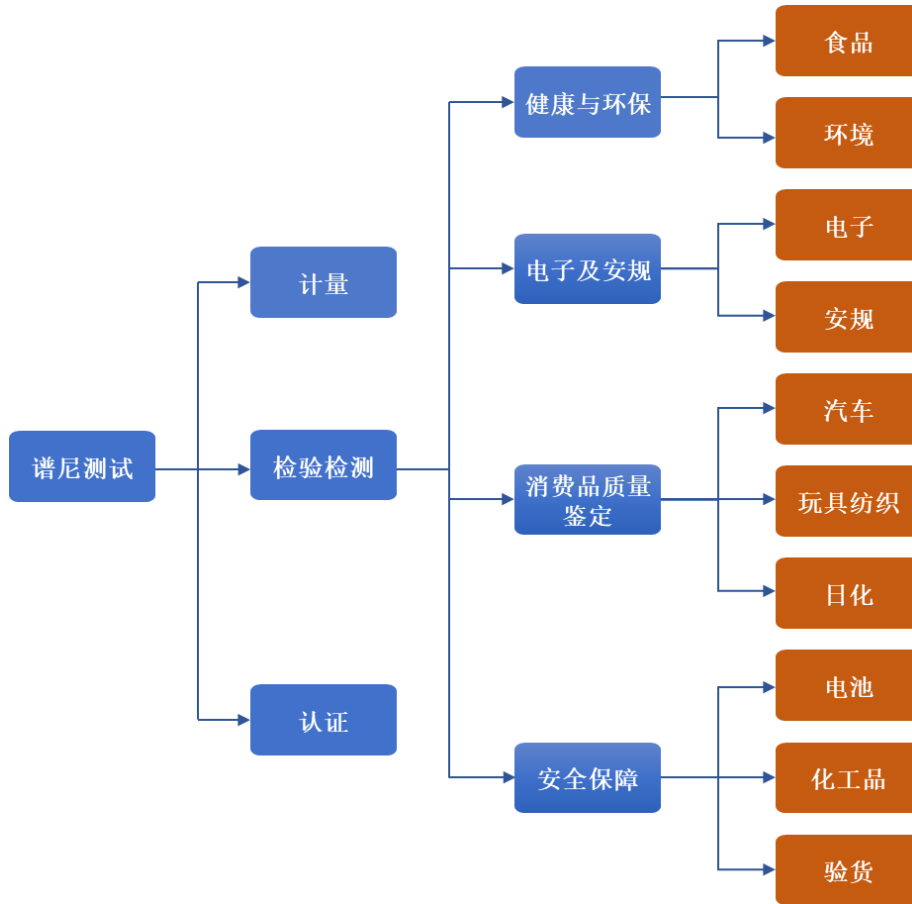 谱尼测试
计量
检验检测
认证
健康与环保
电子及安规
消费品质量
鉴定
安全保障
食品
环境
电子
安规
汽车
玩具纺织
日化
电池
化工品
验货